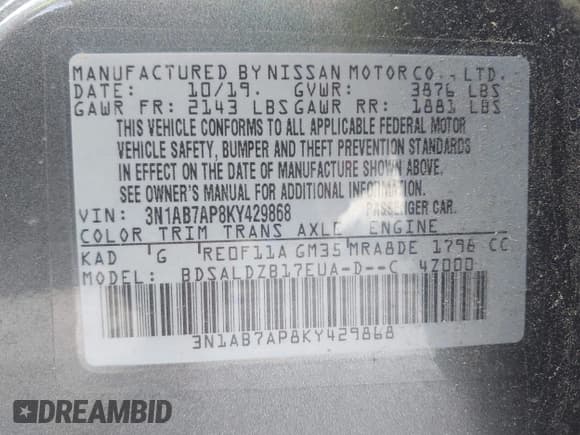 MANUFACTURED BY NISSAN MOTOR CO., LTD.
DATE: 10/19. GVWR: 3876 LBS
GAWR FR: 2143 LBS GAWR RR: 1881 LBS
THIS VEHICLE CONFORMS TO ALL APPLICABLE FEDERAL MOTOR
VEHICLE SAFETY, BUMPER AND THEFT PREVENTION STANDARDS
IN EFFECT ON THE DATE OF MANUFACTURE SHOWN ABOVE.
SEE OWNER'S MANUAL FOR ADDITIONAL INFORMATION.
VIN: 3N1AB7AP8KY429868 PASSENGER CAR.
COLOR TRIM TRANS AXLE ENGINE
KAD G RE0F11A GM35 MRA8DE 1798 CC
MODEL: BDSALDZB17EUA-D--C 4Z000
3N1AB7AP8KY429868
DREAMBID